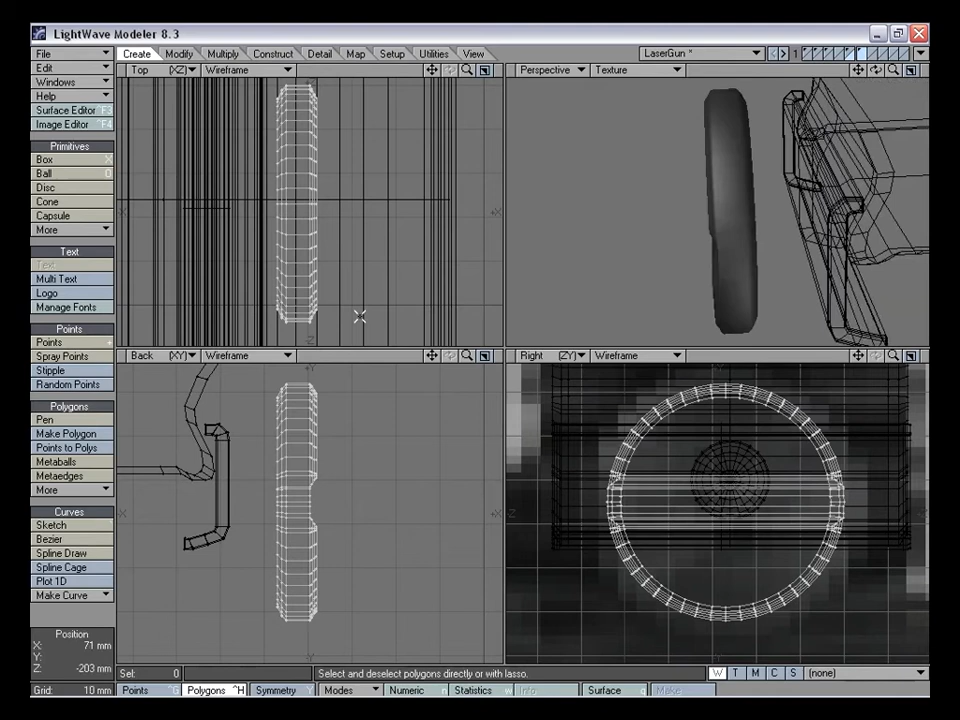 LightWave Modeler 8.3
File Create Modify Multiply Construct Detail Map Setup Utilities View LaserGun * 1
Edit Top (XZ) Wireframe Perspective Texture
Windows
Help
Surface Editor F3
Image Editor F4
Primitives
Box X
Ball O
Disc
Cone
Capsule
More
Text
Text
Multi Text
Logo
Manage Fonts
Points
Points +
Spray Points
Back (XY) Wireframe Right (ZY) Wireframe
Stipple
Random Points
Polygons
Pen
Make Polygon
Points to Polys
Metaballs
Metaedges
More
Curves
Sketch
Bezier
Spline Draw
Spline Cage
Plot 1D
Make Curve
Position
X: 71 mm
Y:
Z: -203 mm
Sel: 0 Select and deselect polygons directly or with lasso. W T M C S (none)
Grid: 10 mm Points ^G Polygons ^H Symmetry Y Modes Numeric n Statistics w Info Surface q Make